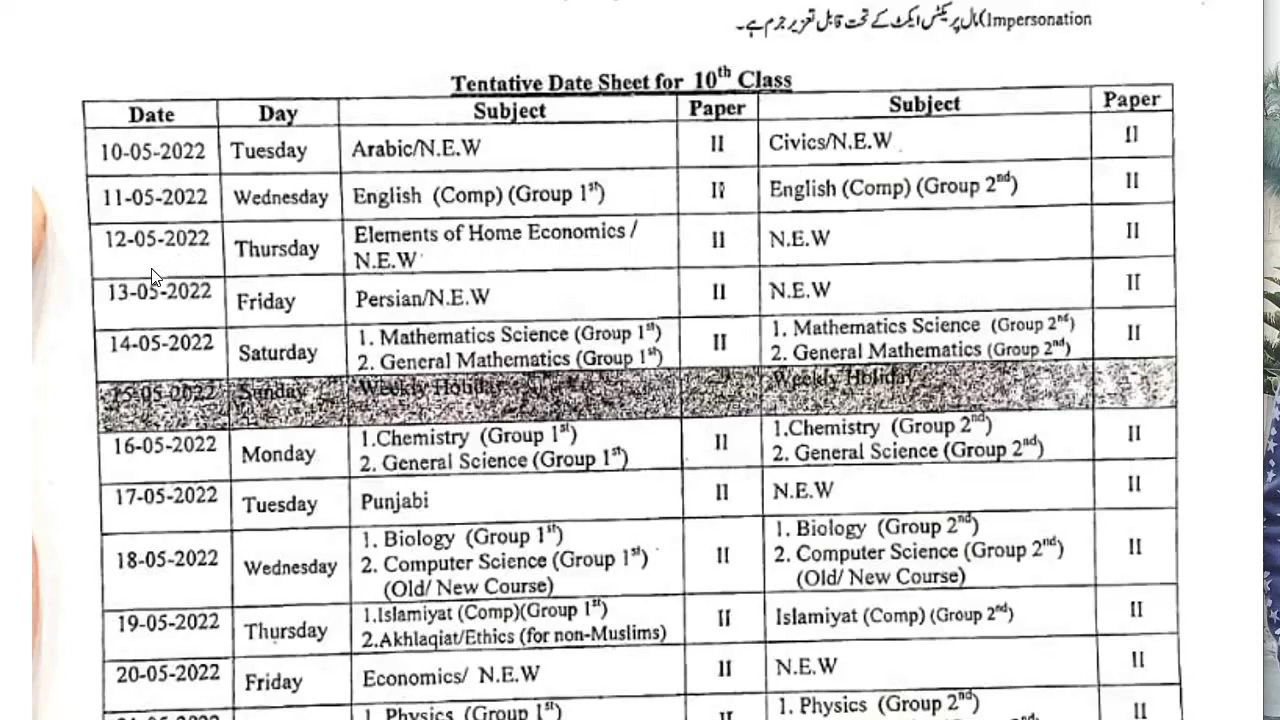 Impersonation)مال پریکٹس ایکٹ کے تحت قابل تعزیر جرم ہے۔
Tentative Date Sheet for 10th Class
Date Day Subject Paper Subject Paper
10-05-2022 Tuesday Arabic/N.E.W II Civics/N.E.W II
11-05-2022 Wednesday English (Comp) (Group 1st) II English (Comp) (Group 2nd) II
12-05-2022 Thursday Elements of Home Economics / II N.E.W II
N.E.W
13-05-2022 Friday Persian/N.E.W II N.E.W II
14-05-2022 Saturday 1. Mathematics Science (Group 1st) II 1. Mathematics Science (Group 2nd) II
2. General Mathematics (Group 1st) 2. General Mathematics (Group 2nd)
15-05-2022 Sunday Weekly Holiday Weekly Holiday
16-05-2022 Monday 1.Chemistry (Group 1st) II 1.Chemistry (Group 2nd) II
2. General Science (Group 1st) 2. General Science (Group 2nd)
17-05-2022 Tuesday Punjabi II N.E.W II
18-05-2022 Wednesday 1. Biology (Group 1st) II 1. Biology (Group 2nd) II
2. Computer Science (Group 1st) 2. Computer Science (Group 2nd)
(Old/ New Course) (Old/ New Course)
19-05-2022 Thursday 1.Islamiyat (Comp)(Group 1st) II Islamiyat (Comp) (Group 2nd) II
2.Akhlaqiat/Ethics (for non-Muslims)
20-05-2022 Friday Economics/ N.E.W II N.E.W II
1. Physics (Group 1st) II 1. Physics (Group 2nd) II